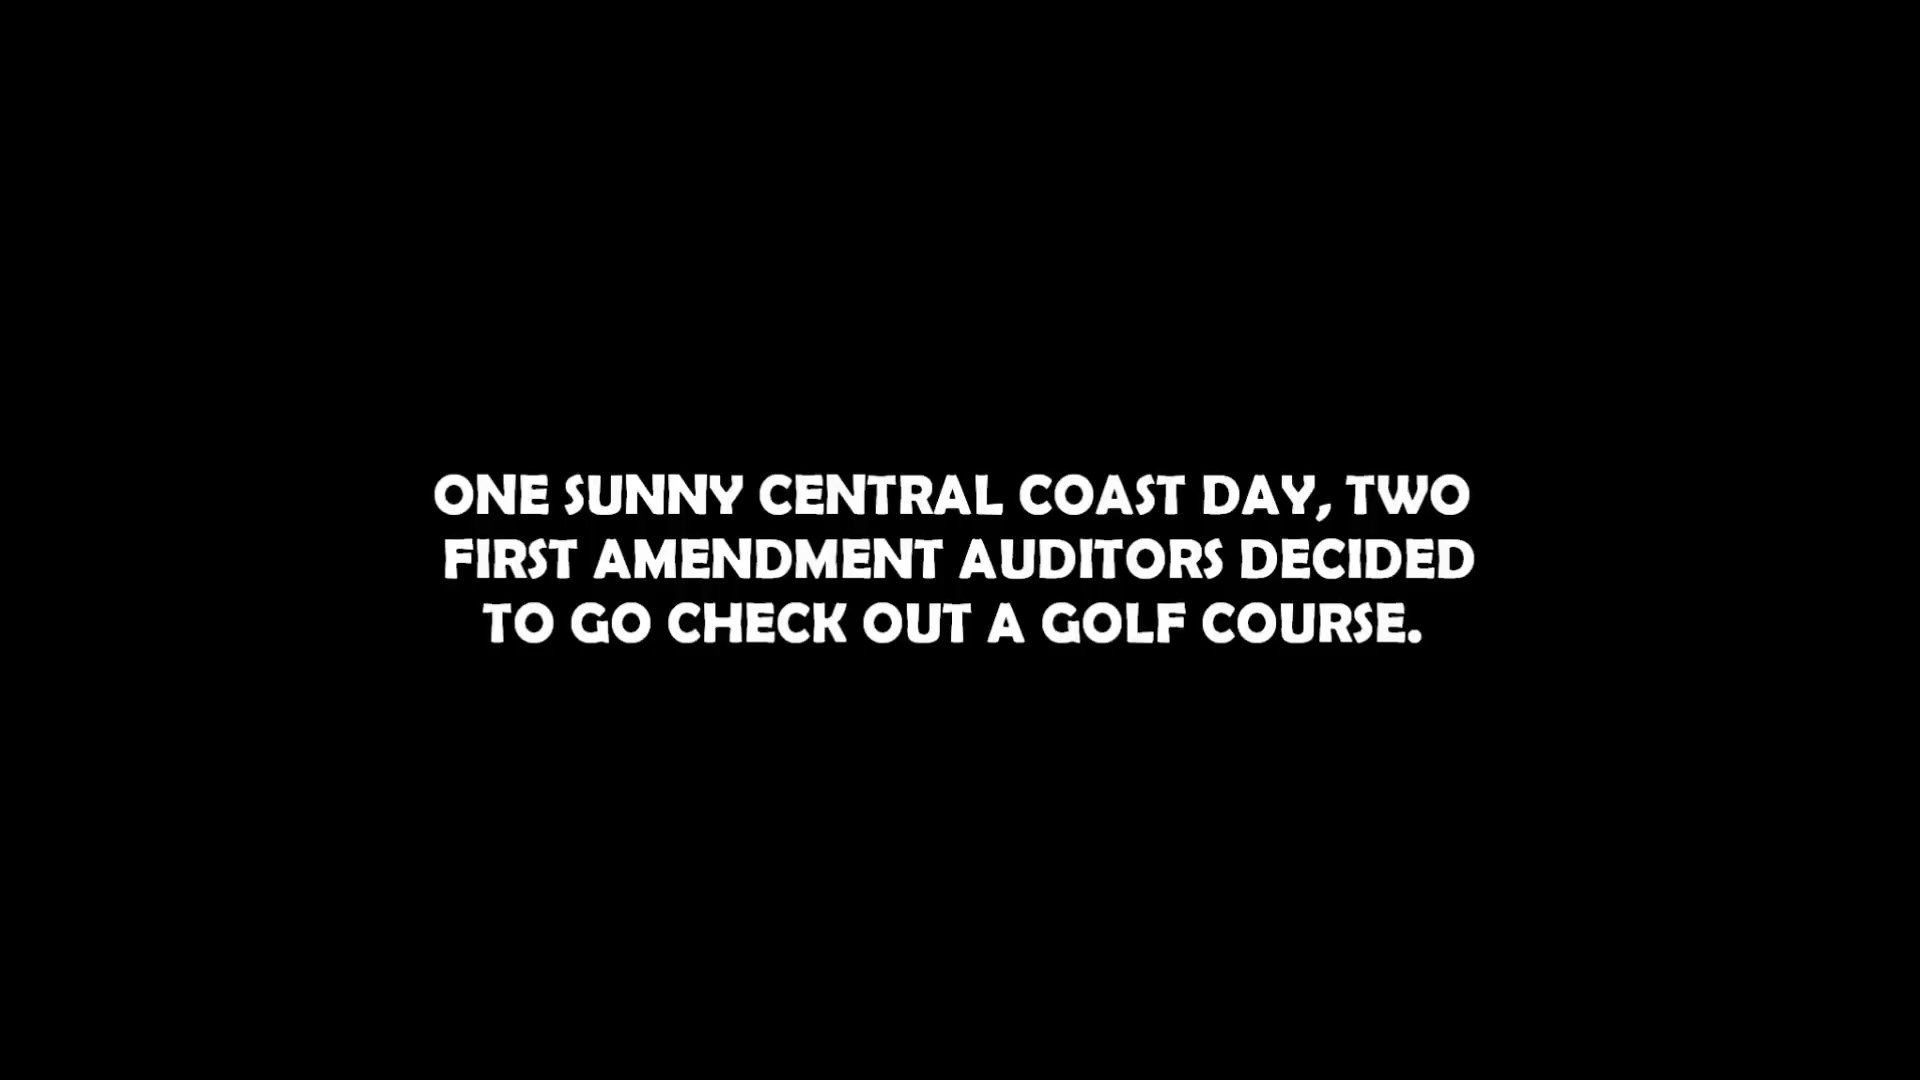 ONE SUNNY CENTRAL COAST DAY, TWO
FIRST AMENDMENT AUDITORS DECIDED
TO GO CHECK OUT A GOLF COURSE.